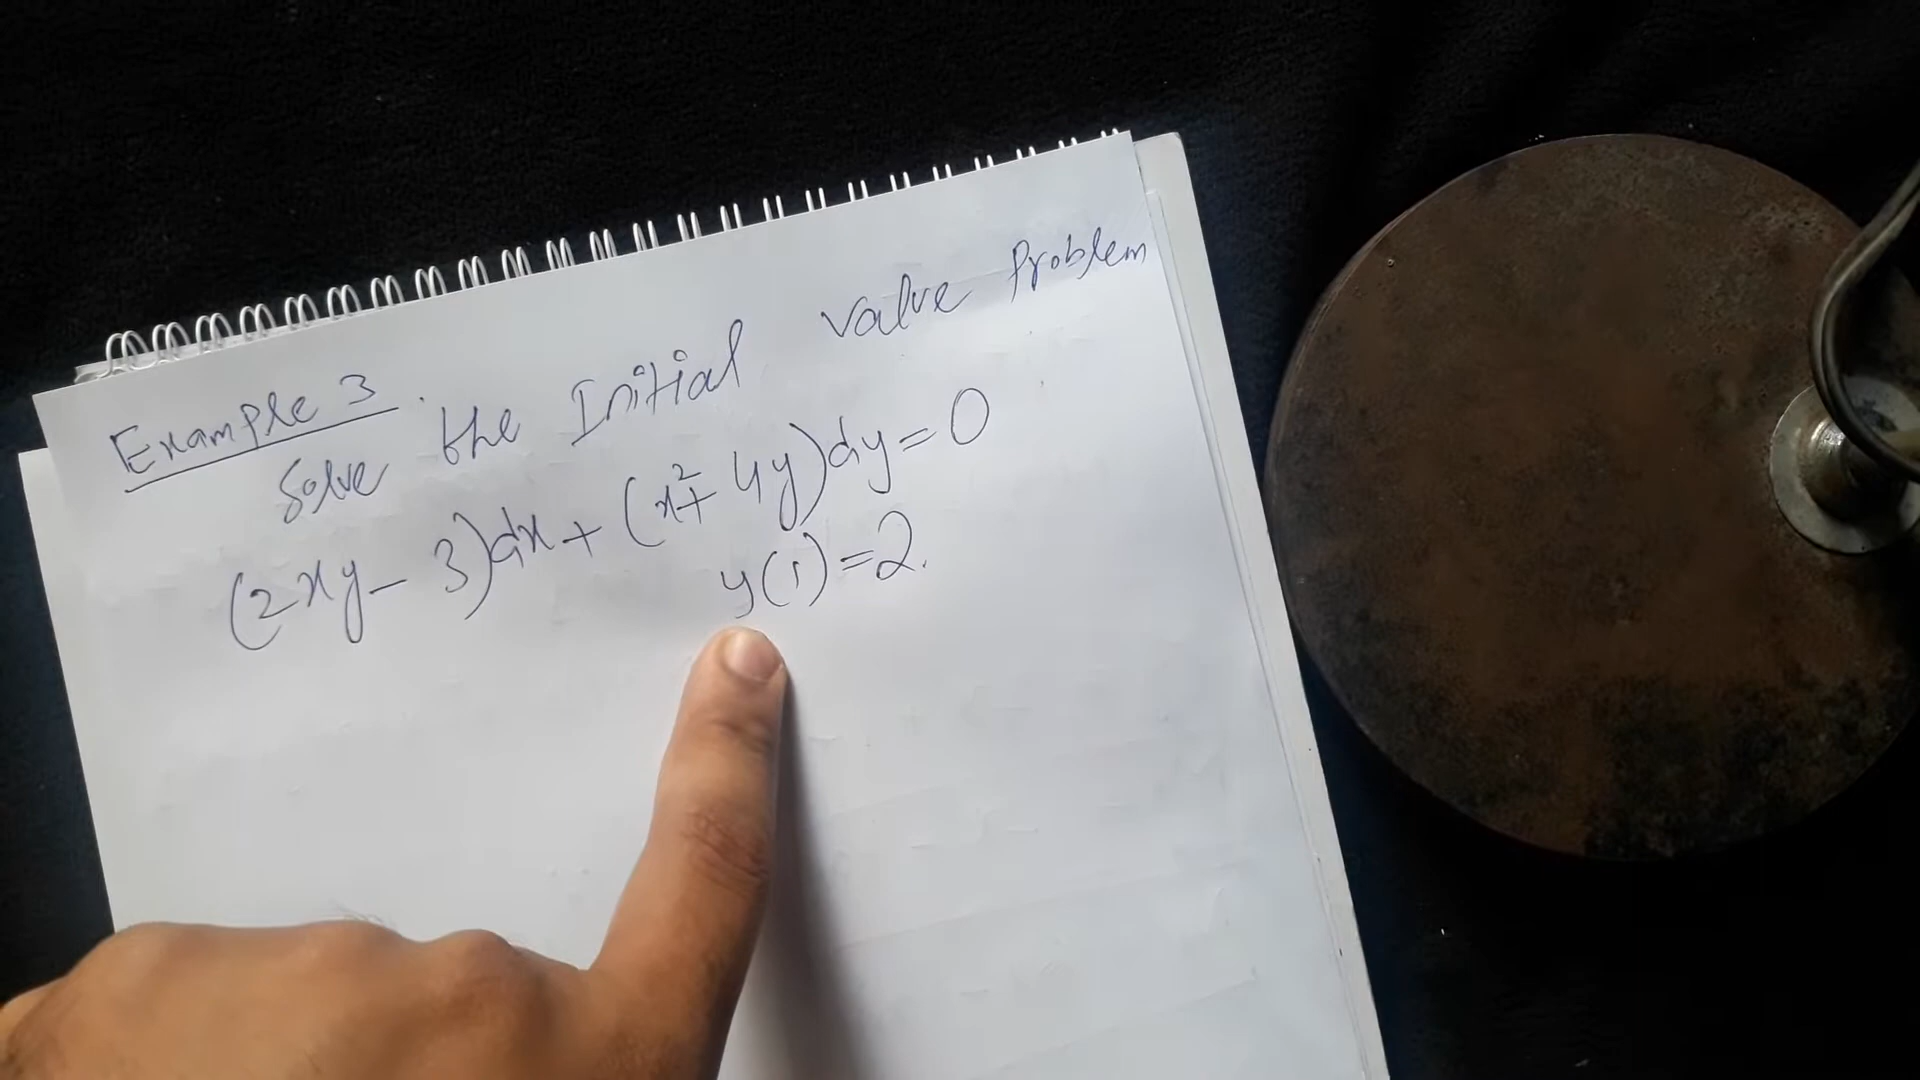 Example 3.
Solve the Initial value Problem
(2xy - 3)dx + (x² + 4y)dy = 0
y(1) = 2.